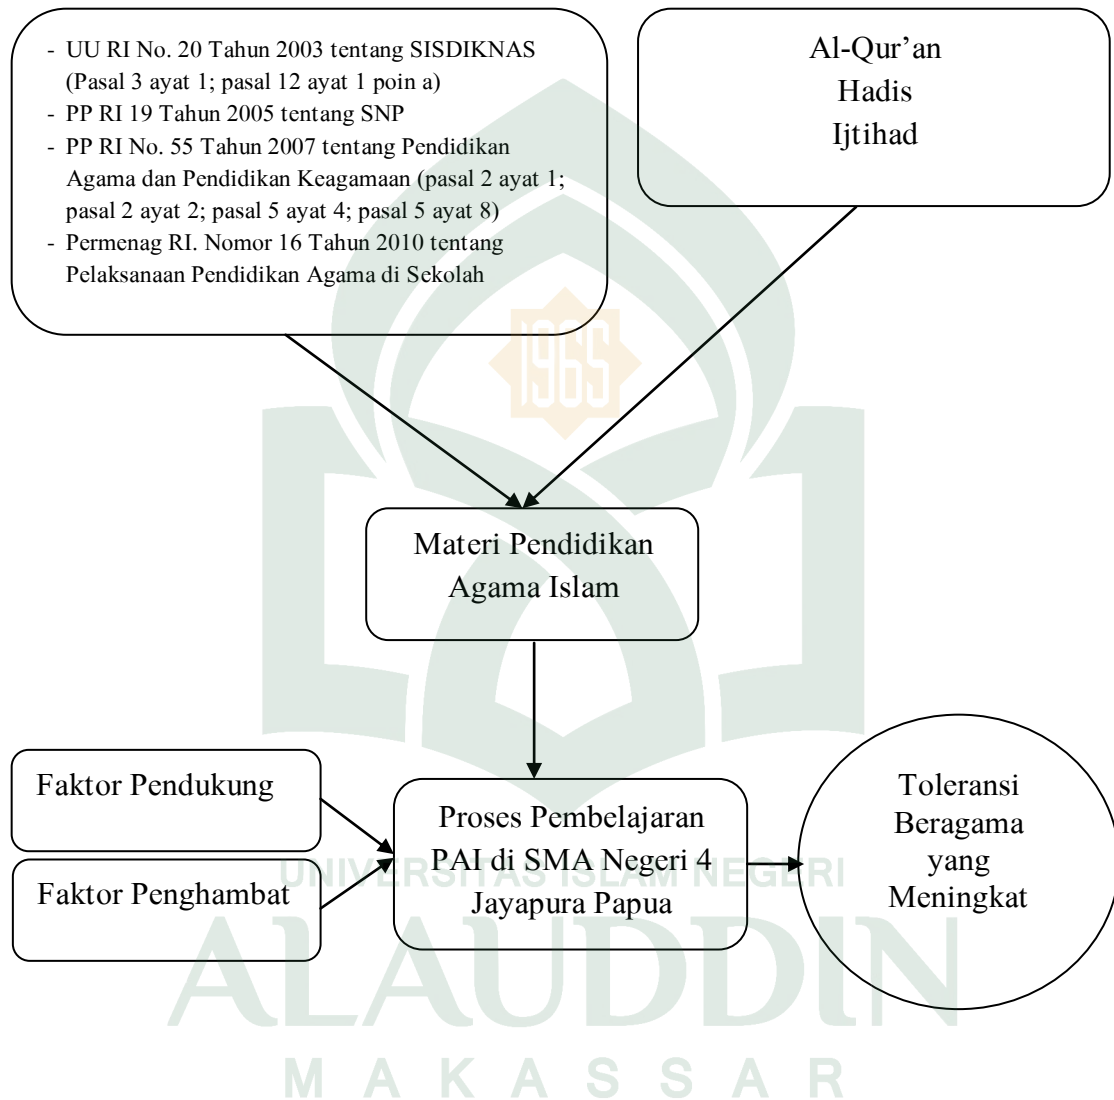 - UU RI No. 20 Tahun 2003 tentang SISDIKNAS
(Pasal 3 ayat 1; pasal 12 ayat 1 poin a)
- PP RI 19 Tahun 2005 tentang SNP
- PP RI No. 55 Tahun 2007 tentang Pendidikan
Agama dan Pendidikan Keagamaan (pasal 2 ayat 1;
pasal 2 ayat 2; pasal 5 ayat 4; pasal 5 ayat 8)
- Permenag RI. Nomor 16 Tahun 2010 tentang
Pelaksanaan Pendidikan Agama di Sekolah
Al-Qur’an
Hadis
Ijtihad
1965
Materi Pendidikan
Agama Islam
Faktor Pendukung
Faktor Penghambat
Proses Pembelajaran
PAI di SMA Negeri 4
Jayapura Papua
Toleransi
Beragama
yang
Meningkat
UNIVERSITAS ISLAM NEGERI
ALAUDDIN
MAKASSAR